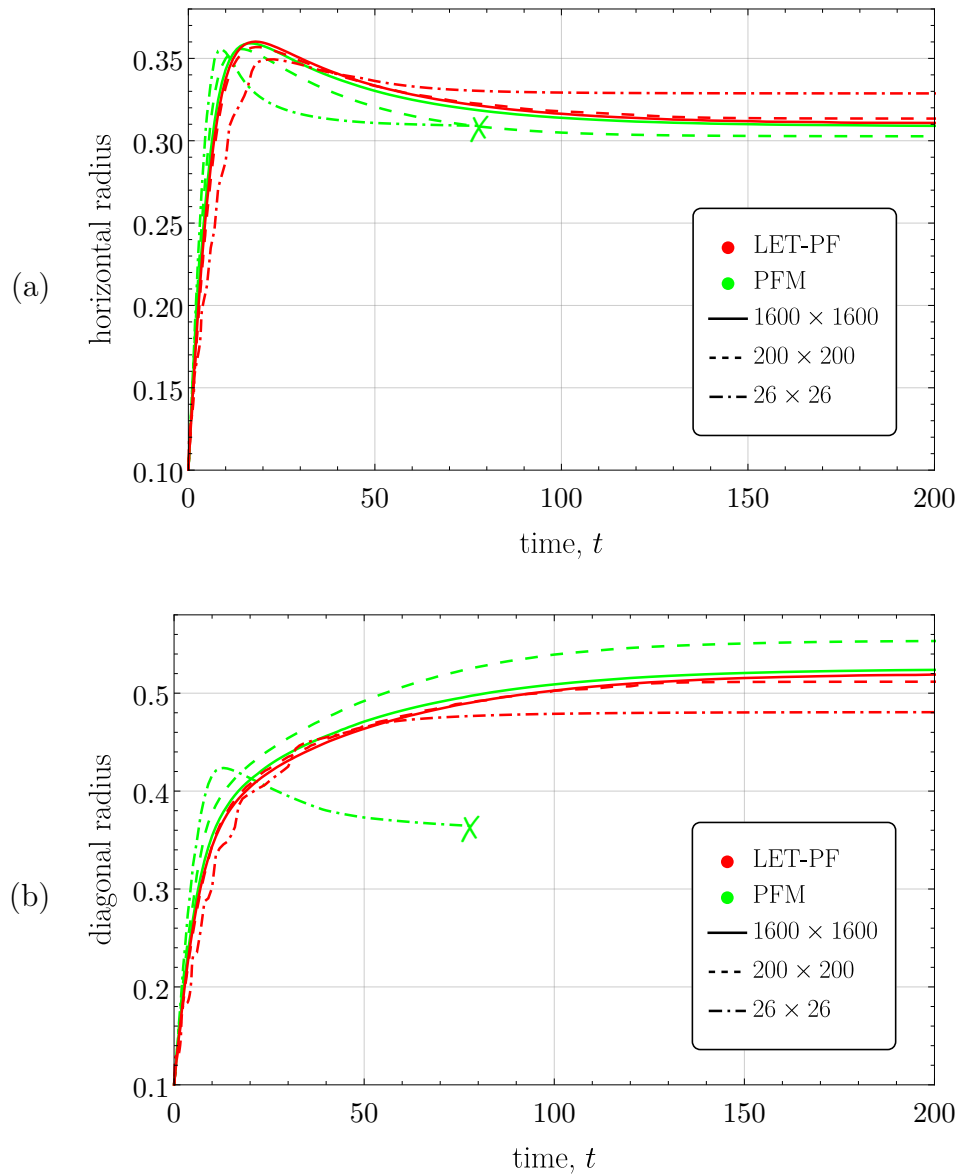 (a)
horizontal radius
0.35
0.30
0.25
0.20
0.15
0.10
LET-PF
PFM
1600 × 1600
200 × 200
26 × 26
0
50
100
150
200
time, t
(b)
diagonal radius
0.5
0.4
0.3
0.2
0.1
LET-PF
PFM
1600 × 1600
200 × 200
26 × 26
0
50
100
150
200
time, t